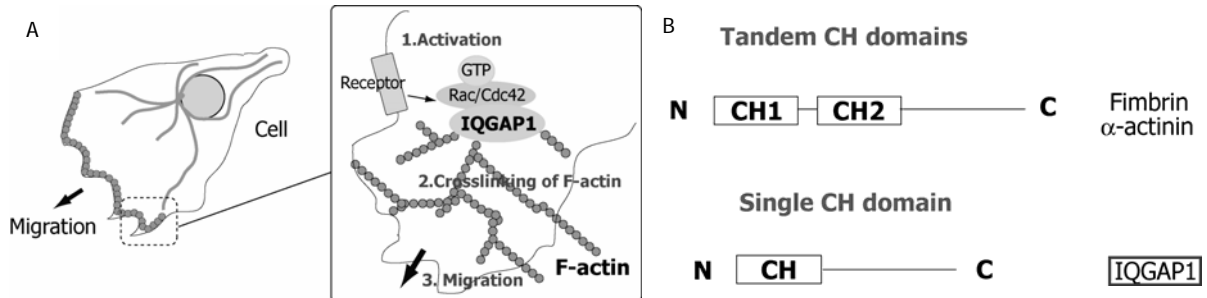 A
Cell
Migration
1.Activation
GTP
Receptor
Rac/Cdc42
IQGAP1
2.Crosslinking of F-actin
F-actin
3. Migration
B
Tandem CH domains
N CH1 CH2 C
Fimbrin
α-actinin
Single CH domain
N CH C
IQGAP1